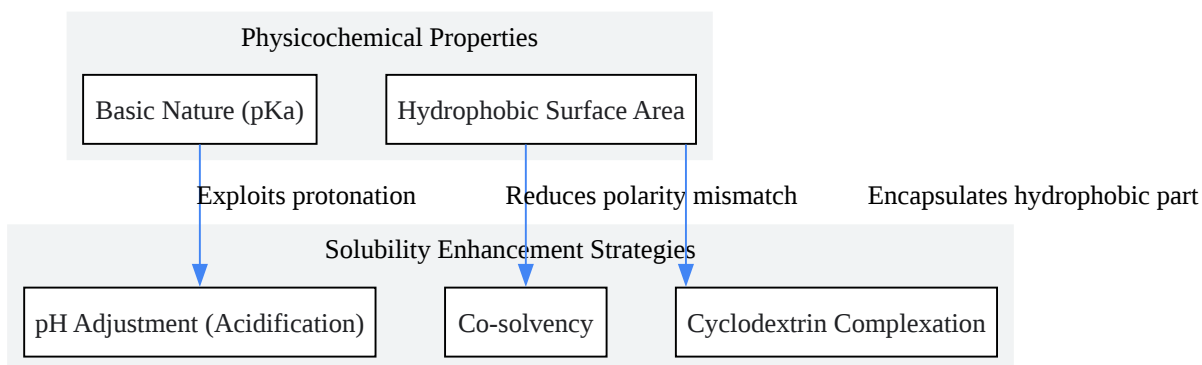 Physicochemical Properties
Basic Nature (pKa)
Hydrophobic Surface Area
Exploits protonation
Reduces polarity mismatch
Encapsulates hydrophobic part
Solubility Enhancement Strategies
pH Adjustment (Acidification)
Co-solvency
Cyclodextrin Complexation